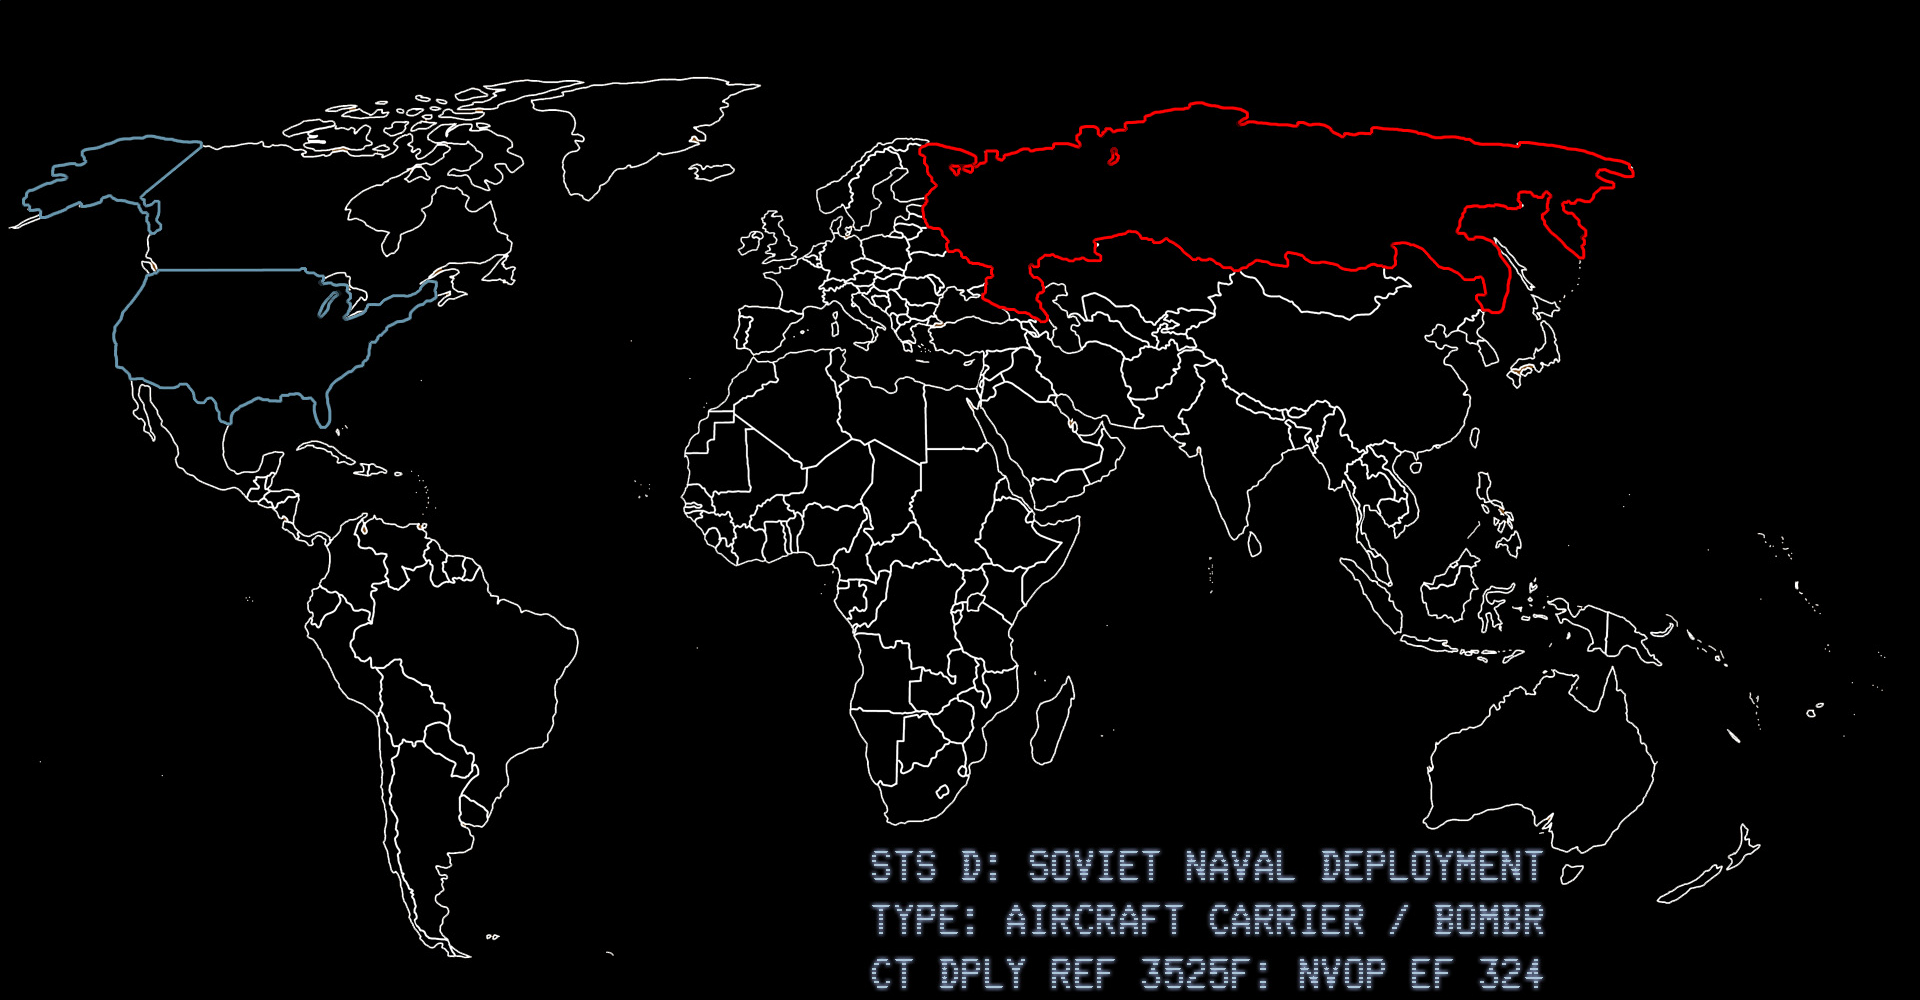 STS D: SOVIET NAVAL DEPLOYMENT
TYPE: AIRCRAFT CARRIER / BOMBR
CT DPLY REF 3525F: NVOP EF 324